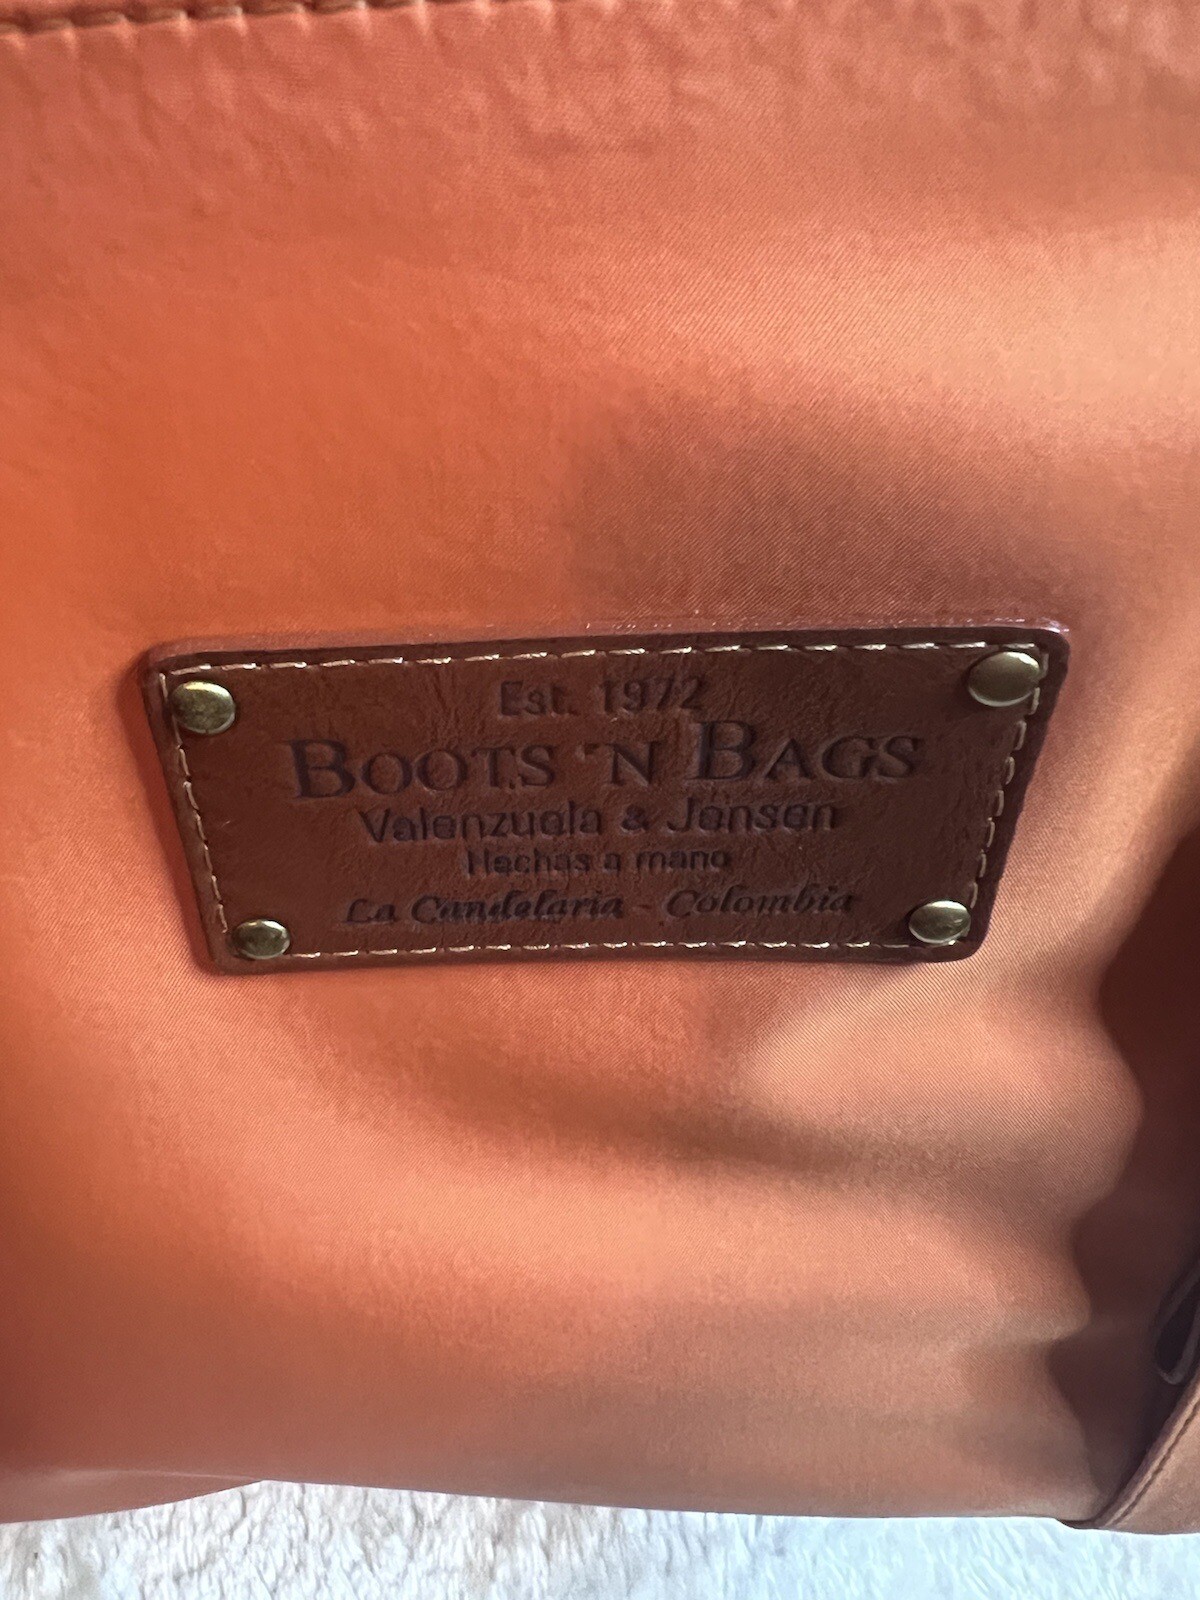 Est. 1972
BOOTS 'N BAGS
Valenzuela & Jensen
Hechas a mano
La Candelaria - Colombia